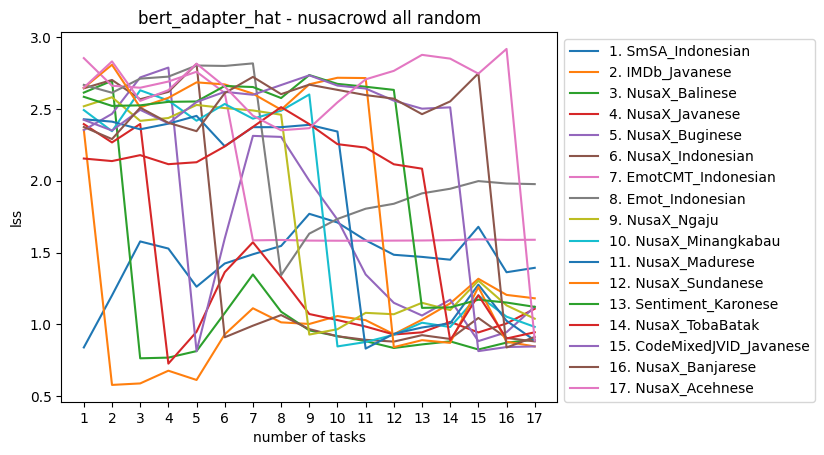 bert_adapter_hat - nusacrowd all random
3.0
2.5
2.0
1.5
1.0
0.5
lss
1 2 3 4 5 6 7 8 9 10 11 12 13 14 15 16 17
number of tasks
1. SmSA_Indonesian
2. IMDb_Javanese
3. NusaX_Balinese
4. NusaX_Javanese
5. NusaX_Buginese
6. NusaX_Indonesian
7. EmotCMT_Indonesian
8. Emot_Indonesian
9. NusaX_Ngaju
10. NusaX_Minangkabau
11. NusaX_Madurese
12. NusaX_Sundanese
13. Sentiment_Karonese
14. NusaX_TobaBatak
15. CodeMixedJVID_Javanese
16. NusaX_Banjarese
17. NusaX_Acehnese